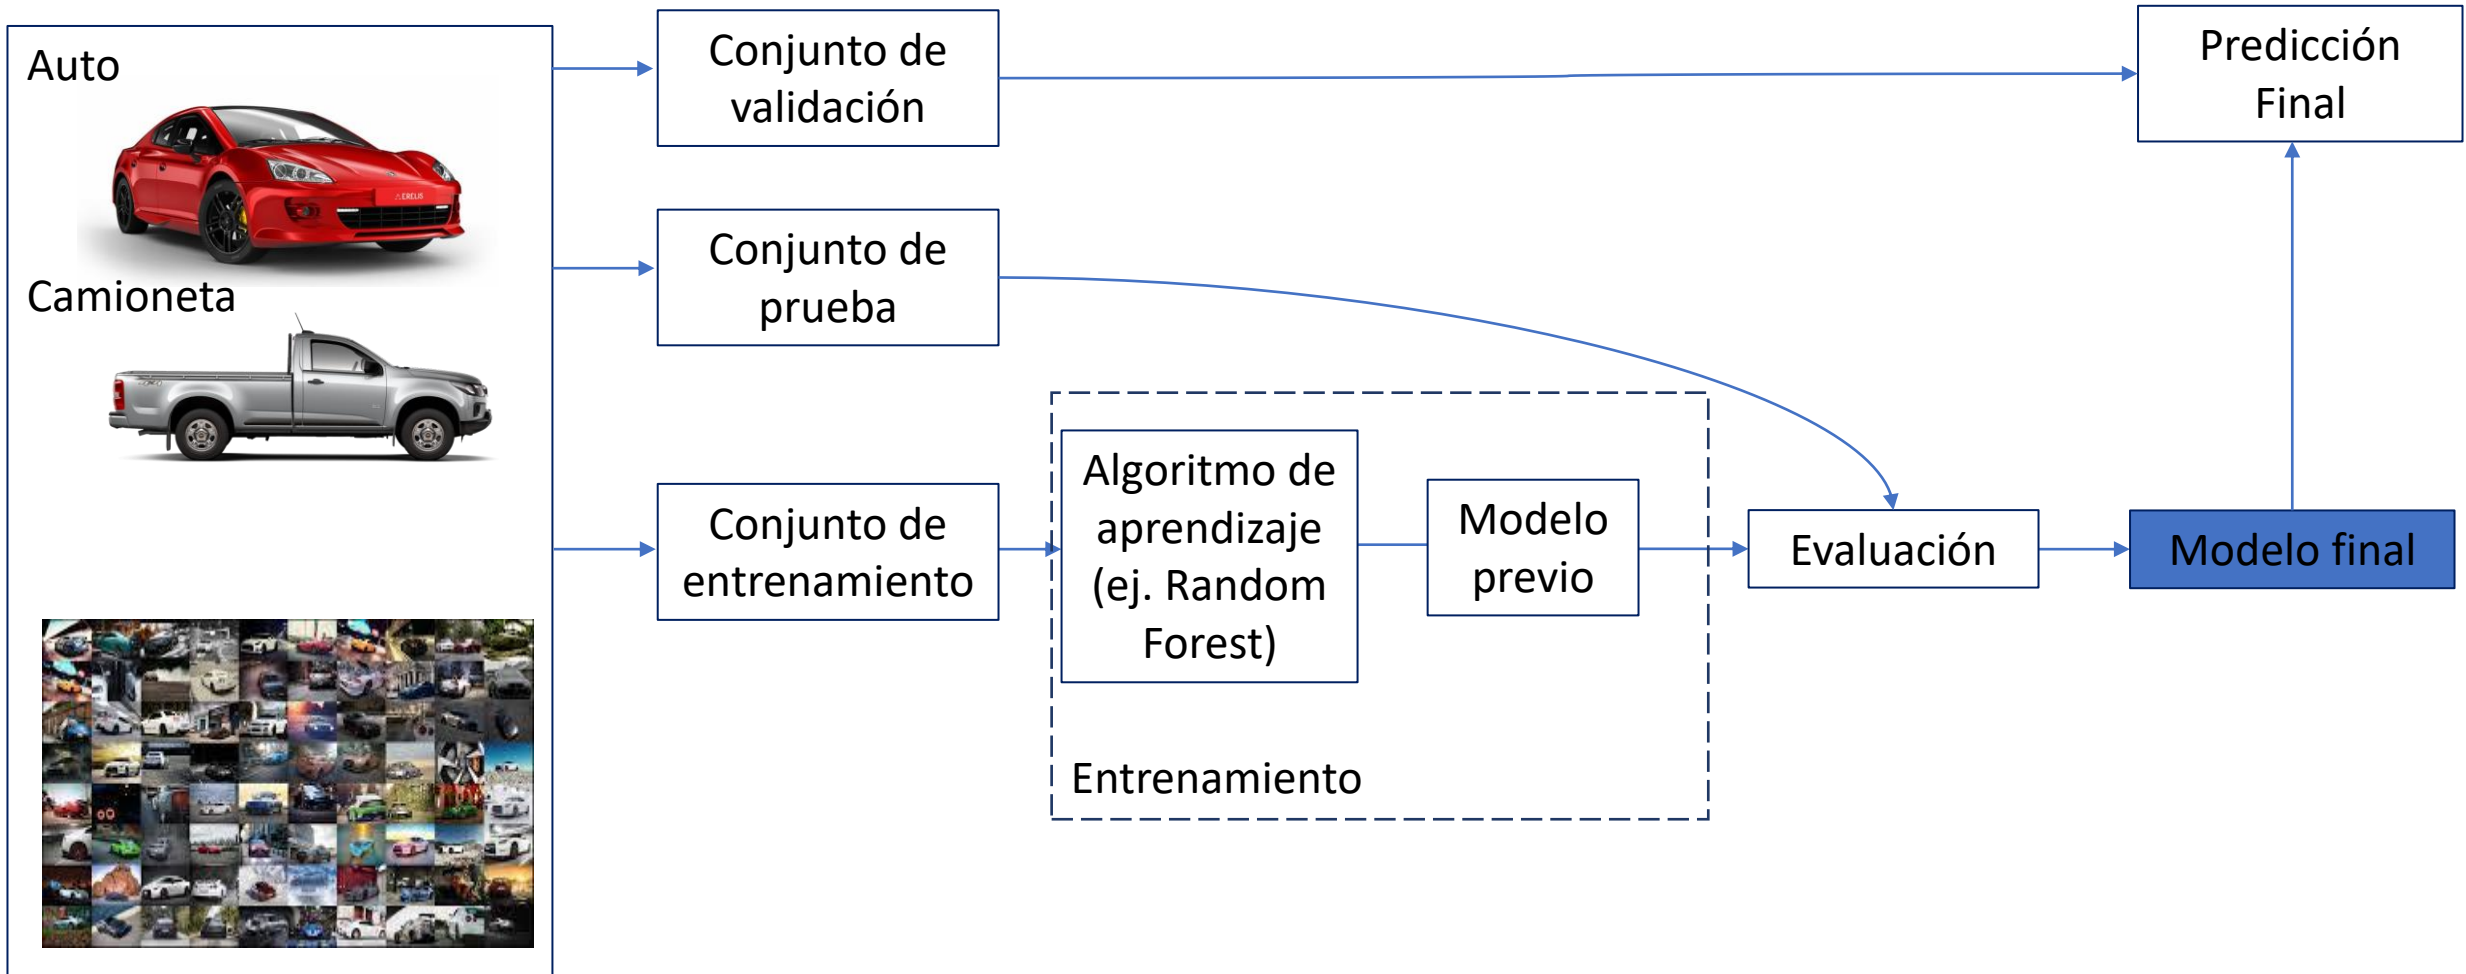 Auto
Camioneta
Conjunto de
validación
Conjunto de
prueba
Conjunto de
entrenamiento
Algoritmo de
aprendizaje
(ej. Random
Forest)
Modelo
previo
Entrenamiento
Evaluación
Modelo final
Predicción
Final